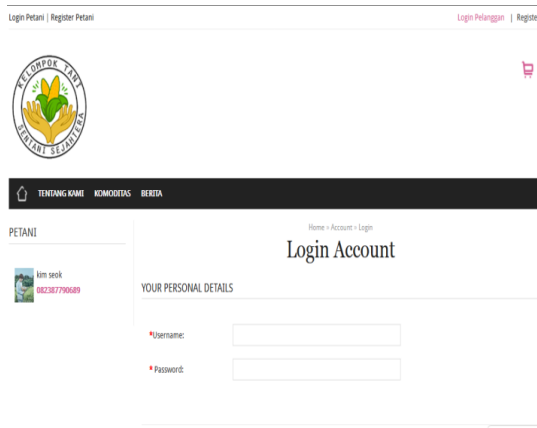 Login Petani | Register Petani
Login Pelanggan | Registe
KELOMPOK TANI
SENTANI SEJAHTERA
TENTANG KAMI KOMODITAS BERITA
PETANI
kim seok
082387790689
Home » Account » Login
Login Account
YOUR PERSONAL DETAILS
*Username:
* Password: